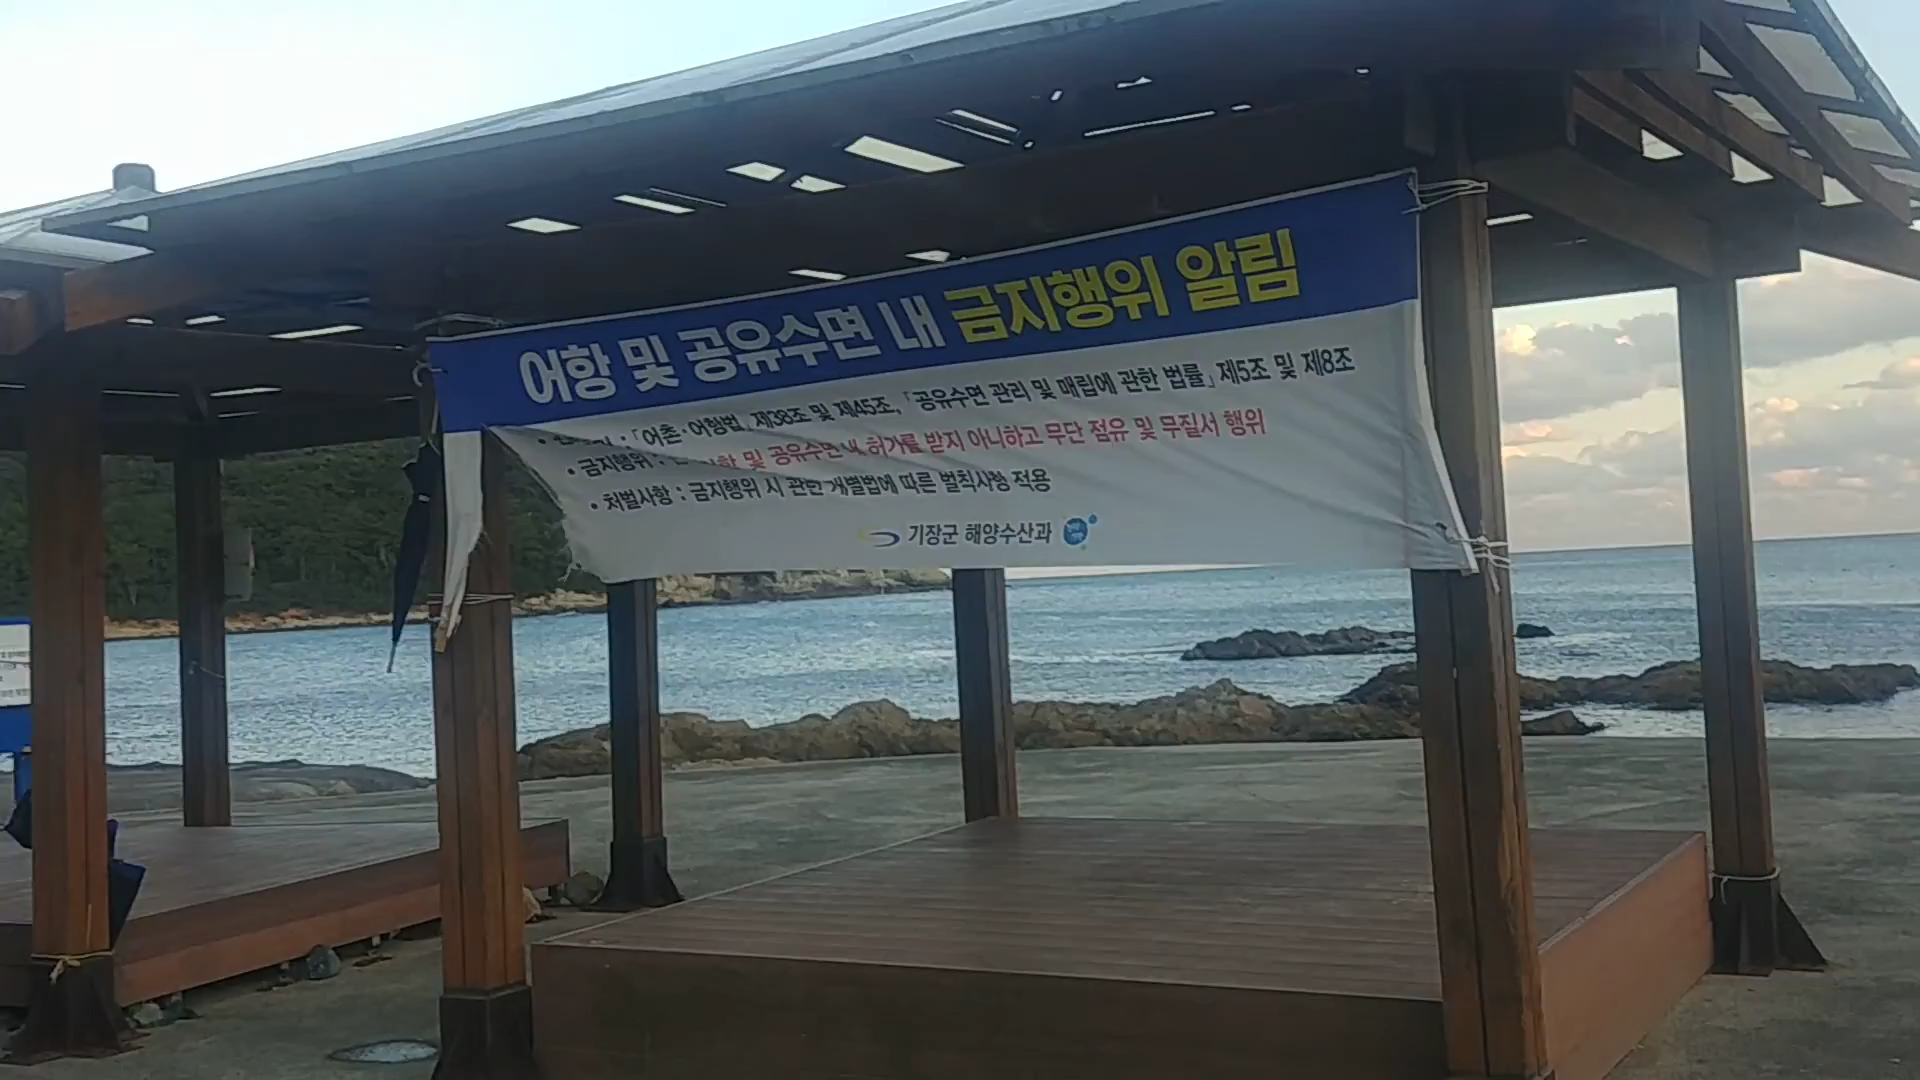 어항 및 공유수면 내 금지행위 알림
• : 「어촌·어항법」 제38조 및 제45조, 「공유수면 관리 및 매립에 관한 법률」 제5조 및 제8조
• 금지행위 : 및 공유수면 내 허가를 받지 아니하고 무단 점유 및 무질서 행위
• 처벌사항 : 금지행위 시 관련 개별법에 따른 벌칙사항 적용
기장군 해양수산과